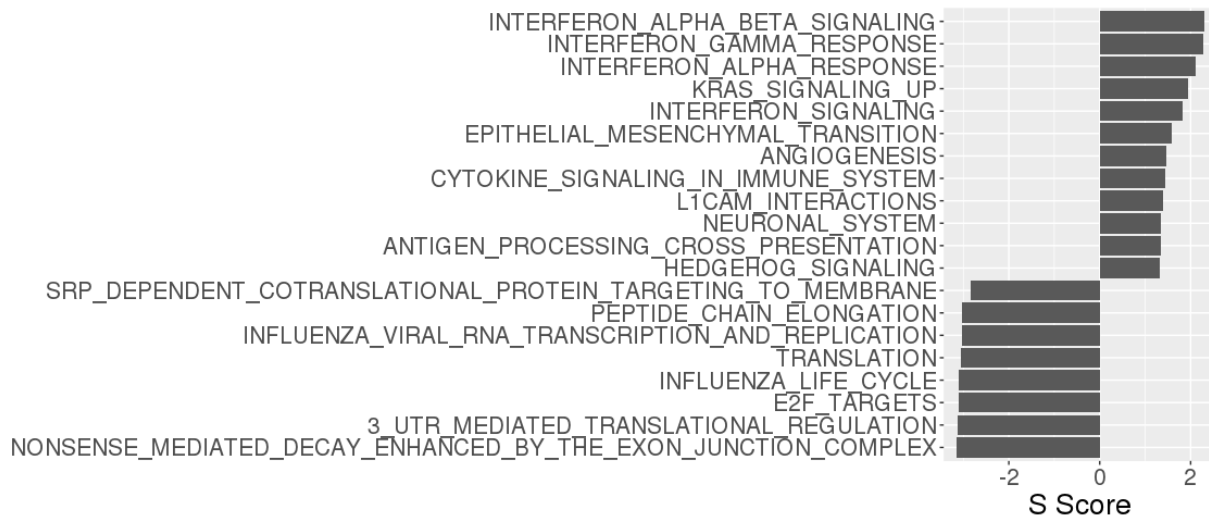 INTERFERON_ALPHA_BETA_SIGNALING
INTERFERON_GAMMA_RESPONSE
INTERFERON_ALPHA_RESPONSE
KRAS_SIGNALING_UP
INTERFERON_SIGNALING
EPITHELIAL_MESENCHYMAL_TRANSITION
ANGIOGENESIS
CYTOKINE_SIGNALING_IN_IMMUNE_SYSTEM
L1CAM_INTERACTIONS
NEURONAL_SYSTEM
ANTIGEN_PROCESSING_CROSS_PRESENTATION
HEDGEHOG_SIGNALING
SRP_DEPENDENT_COTRANSLATIONAL_PROTEIN_TARGETING_TO_MEMBRANE
PEPTIDE_CHAIN_ELONGATION
INFLUENZA_VIRAL_RNA_TRANSCRIPTION_AND_REPLICATION
TRANSLATION
INFLUENZA_LIFE_CYCLE
E2F_TARGETS
3_UTR_MEDIATED_TRANSLATIONAL_REGULATION
NONSENSE_MEDIATED_DECAY_ENHANCED_BY_THE_EXON_JUNCTION_COMPLEX
-2 0 2
S Score